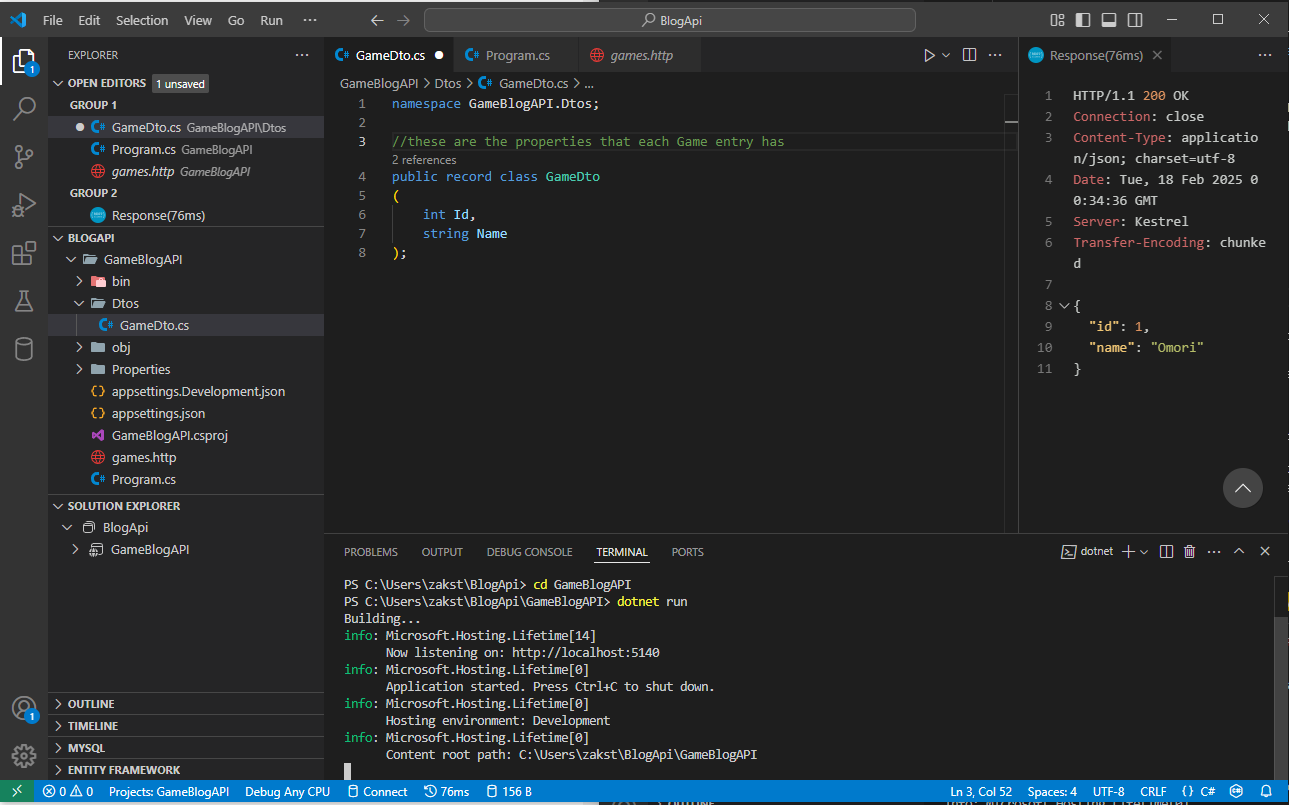 File Edit Selection View Go Run ··· BlogApi
EXPLORER ···
OPEN EDITORS 1 unsaved
GROUP 1
GameDto.cs GameBlogAPI\Dtos
Program.cs GameBlogAPI
games.http GameBlogAPI
GROUP 2
Response(76ms)
BLOGAPI
GameBlogAPI
bin
Dtos
GameDto.cs
obj
Properties
appsettings.Development.json
appsettings.json
GameBlogAPI.csproj
games.http
Program.cs
SOLUTION EXPLORER
BlogApi
GameBlogAPI
OUTLINE
TIMELINE
MYSQL
ENTITY FRAMEWORK
1
1
GameDto.cs Program.cs games.http
GameBlogAPI > Dtos > GameDto.cs > ...
1 namespace GameBlogAPI.Dtos;
2
3 //these are the properties that each Game entry has
2 references
4 public record class GameDto
5 (
6 int Id,
7 string Name
8 );
Response(76ms)
1 HTTP/1.1 200 OK
2 Connection: close
3 Content-Type: applicatio
n/json; charset=utf-8
4 Date: Tue, 18 Feb 2025 0
0:34:36 GMT
5 Server: Kestrel
6 Transfer-Encoding: chunke
d
7
8 {
9 "id": 1,
10 "name": "Omori"
11 }
PROBLEMS OUTPUT DEBUG CONSOLE TERMINAL PORTS dotnet
PS C:\Users\zakst\BlogApi> cd GameBlogAPI
PS C:\Users\zakst\BlogApi\GameBlogAPI> dotnet run
Building...
info: Microsoft.Hosting.Lifetime[14]
Now listening on: http://localhost:5140
info: Microsoft.Hosting.Lifetime[0]
Application started. Press Ctrl+C to shut down.
info: Microsoft.Hosting.Lifetime[0]
Hosting environment: Development
info: Microsoft.Hosting.Lifetime[0]
Content root path: C:\Users\zakst\BlogApi\GameBlogAPI
0 0 Projects: GameBlogAPI Debug Any CPU Connect 76ms 156 B Ln 3, Col 52 Spaces: 4 UTF-8 CRLF {} C#